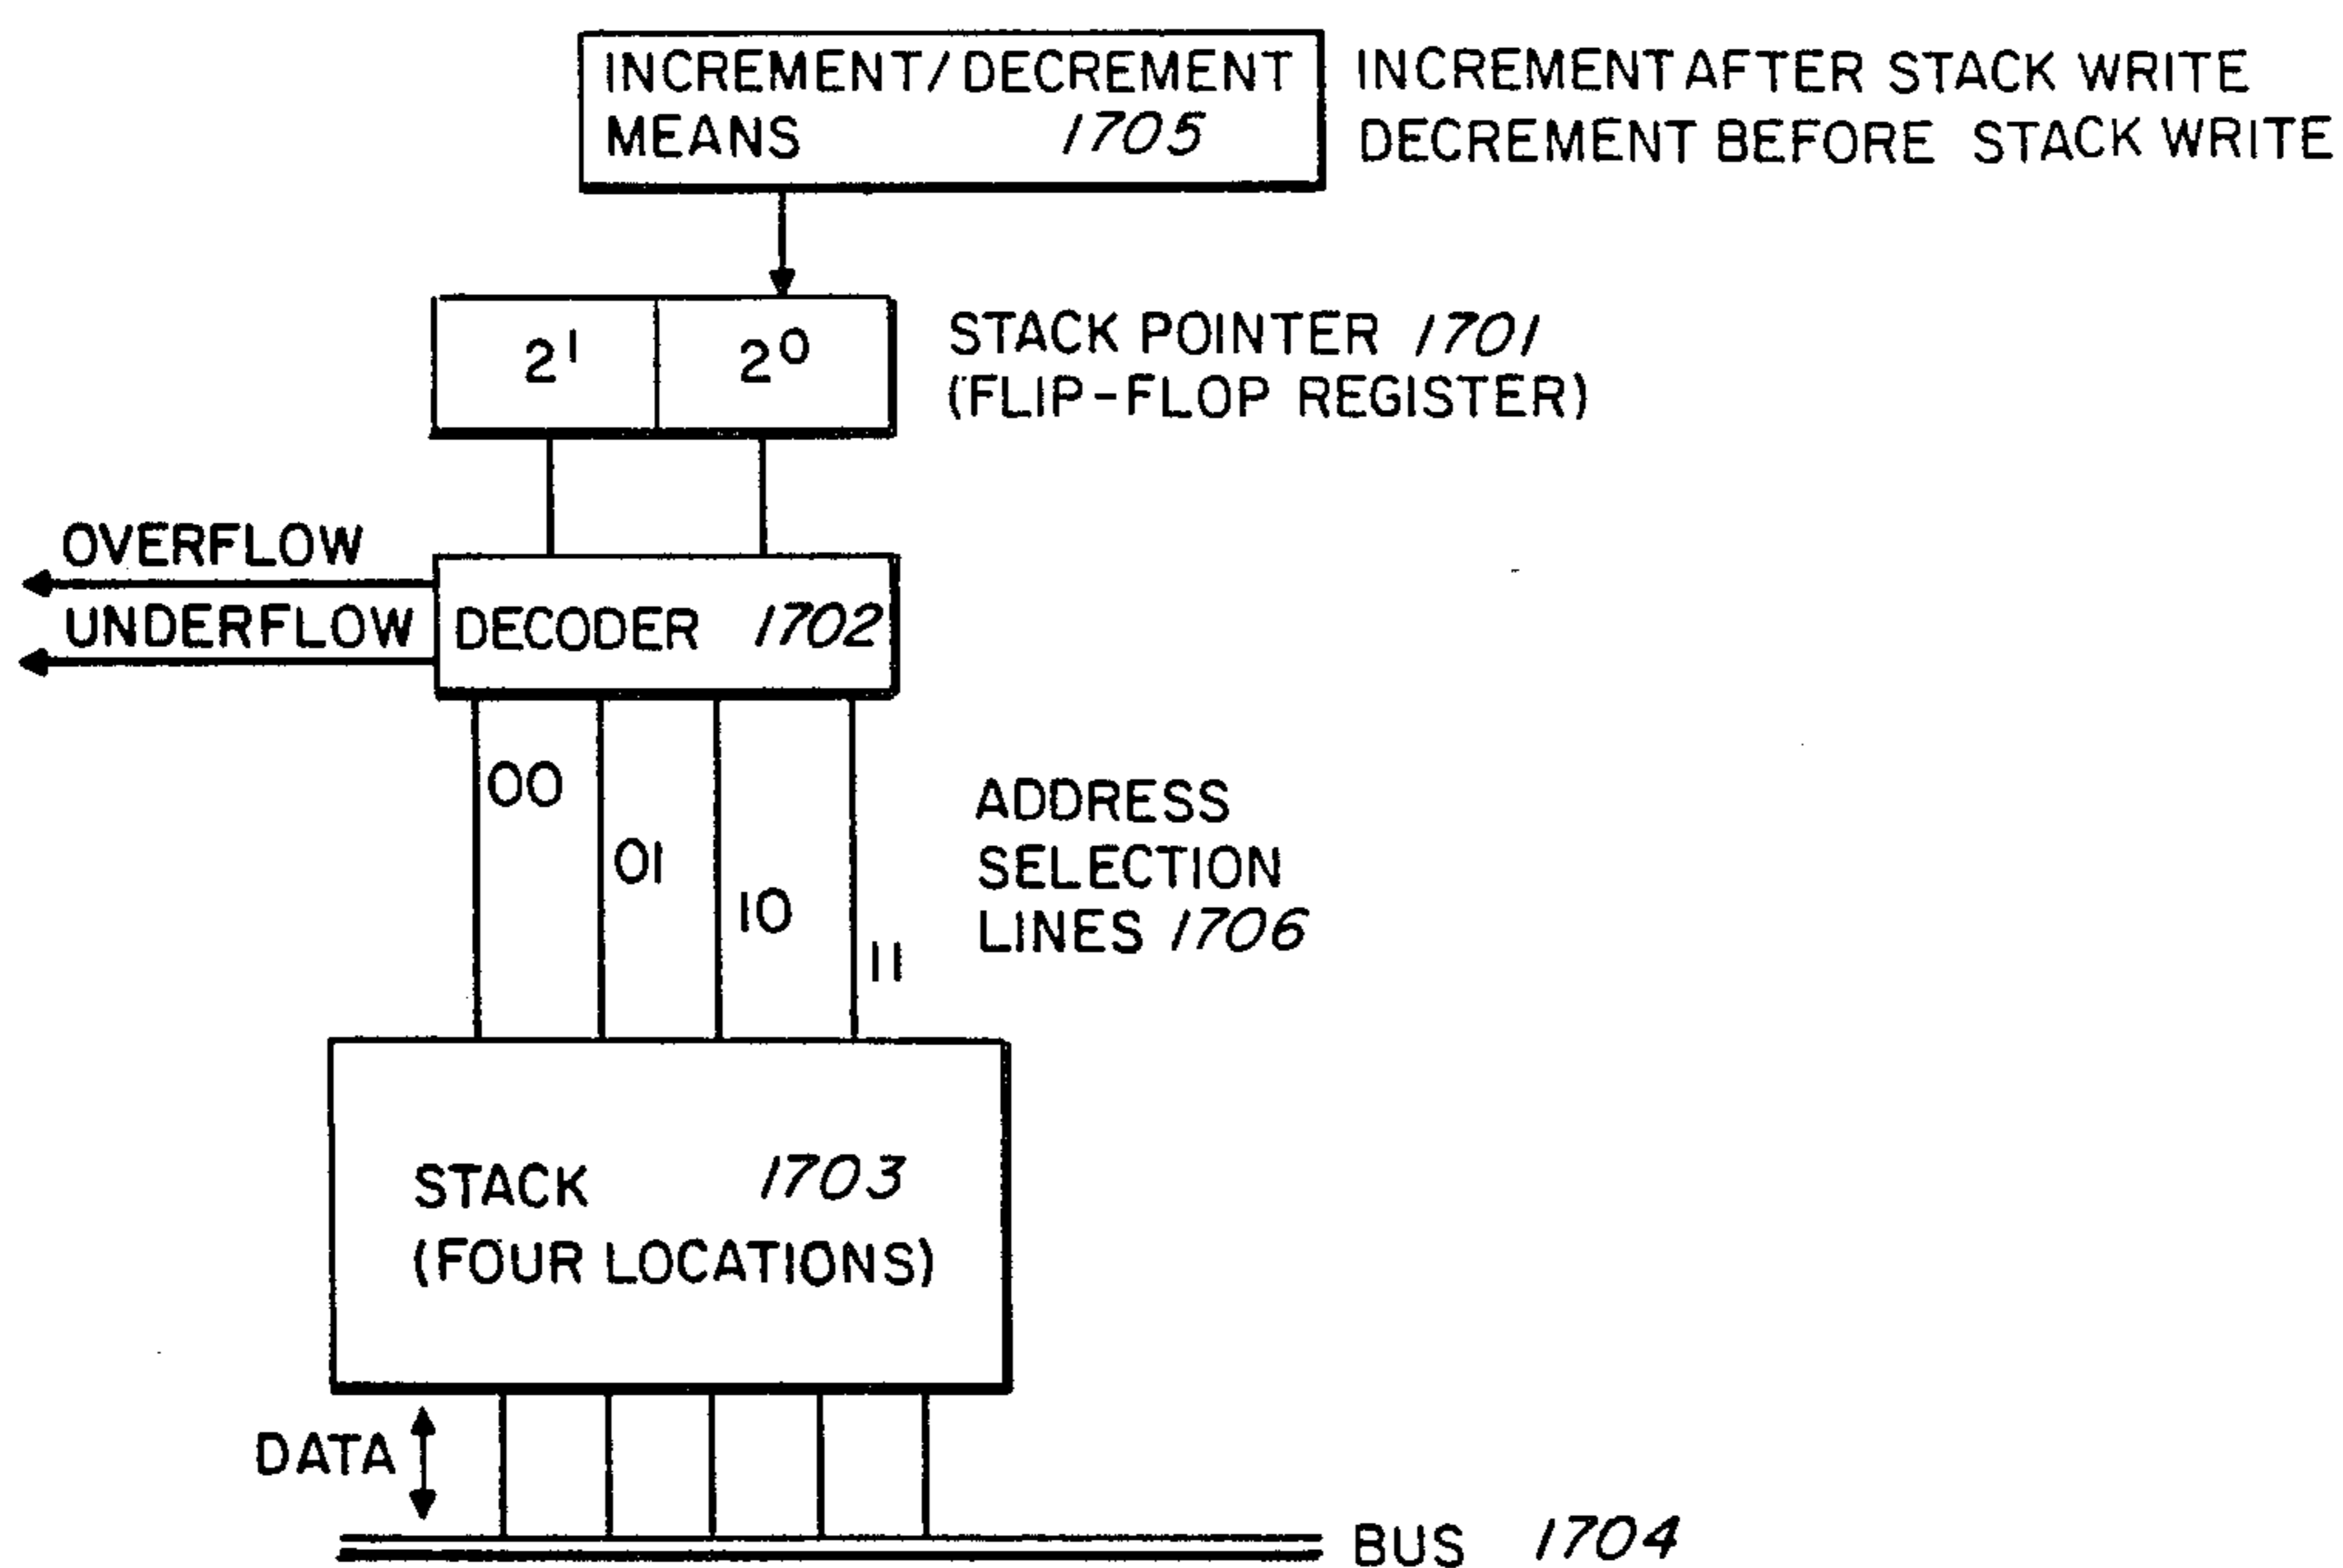 INCREMENT/DECREMENT
MEANS 1705
INCREMENT AFTER STACK WRITE
DECREMENT BEFORE STACK WRITE
2¹ 2⁰
STACK POINTER 1701
(FLIP-FLOP REGISTER)
OVERFLOW
UNDERFLOW
DECODER 1702
00
01
10
11
ADDRESS
SELECTION
LINES 1706
STACK 1703
(FOUR LOCATIONS)
DATA
BUS 1704